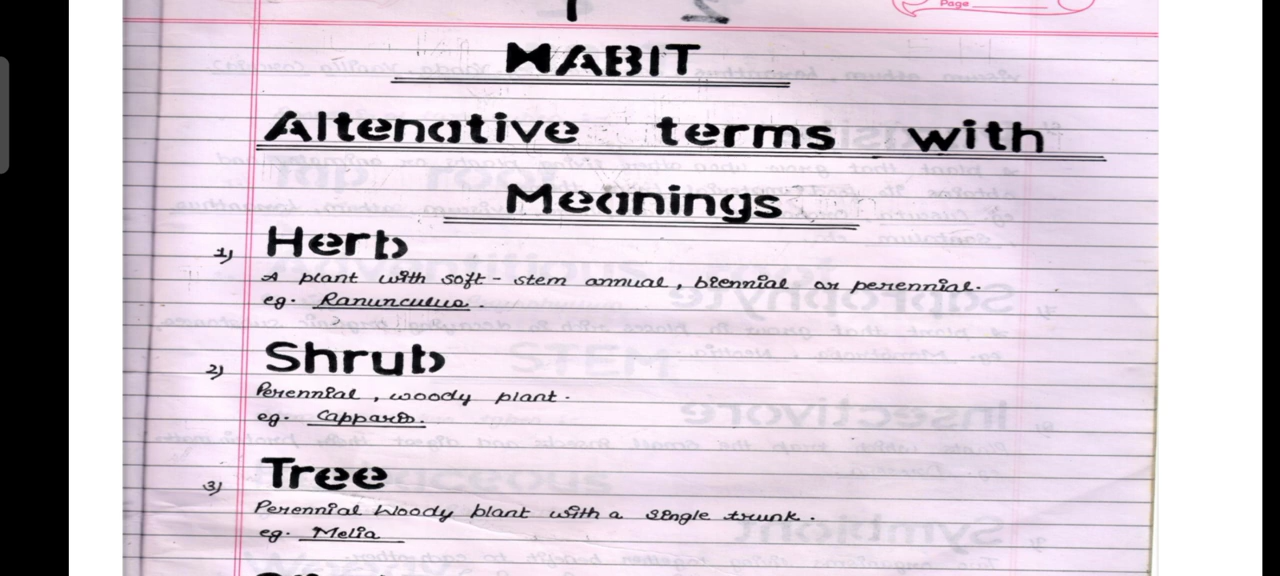 Page
HABIT
Altenative terms with
Meanings
1) Herb
A plant with soft - stem annual, biennial or perennial.
eg. Ranunculus.
2) Shrub
Perennial, woody plant.
eg. Capparis.
3) Tree
Perennial Woody plant with a single trunk.
eg. Melia